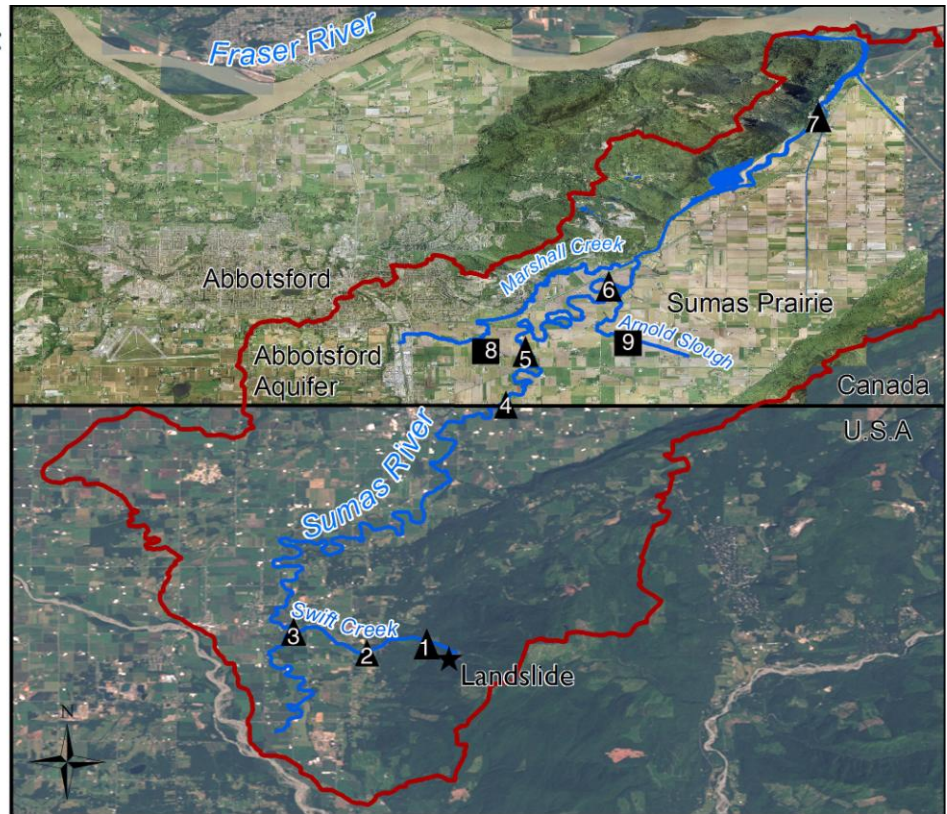 Fraser River
7
Marshall Creek
Abbotsford
6
Sumas Prairie
Arnold Slough
8
5
9
Abbotsford
Aquifer
Canada
4
U.S.A
Sumas River
Swift Creek
3
2
1
Landslide
N